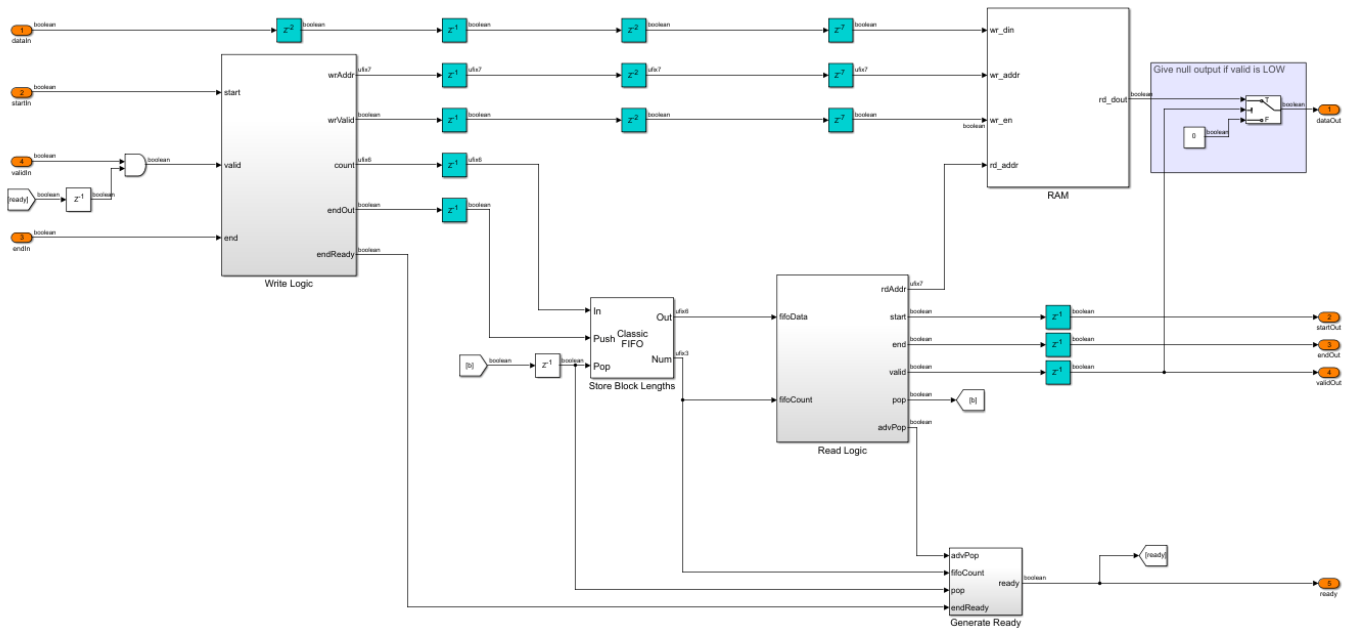 1
boolean
dataIn
z-2
boolean
z-1
boolean
z-2
boolean
z-7
boolean
wr_din
2
boolean
startIn
start
wrAddr
ufix7
z-1
ufix7
z-2
ufix7
z-7
ufix7
wr_addr
wrValid
boolean
z-1
boolean
z-2
boolean
z-7
boolean
wr_en
boolean
rd_dout
boolean
Give null output if valid is LOW
T
F
0
boolean
boolean
1
dataOut
4
boolean
validIn
boolean
valid
[ready]
boolean
z-1
boolean
count
ufix6
z-1
ufix6
rd_addr
RAM
endOut
boolean
z-1
boolean
3
boolean
endIn
end
endReady
boolean
Write Logic
In
Push
Pop
Classic
FIFO
Out
ufix6
Num
ufix3
Store Block Lengths
[b]
boolean
z-1
boolean
fifoData
fifoCount
rdAddr
ufix7
start
boolean
z-1
boolean
2
startOut
end
boolean
z-1
boolean
3
endOut
valid
boolean
z-1
boolean
4
validOut
pop
boolean
[b]
advPop
boolean
Read Logic
advPop
fifoCount
pop
endReady
ready
boolean
[ready]
5
ready
Generate Ready